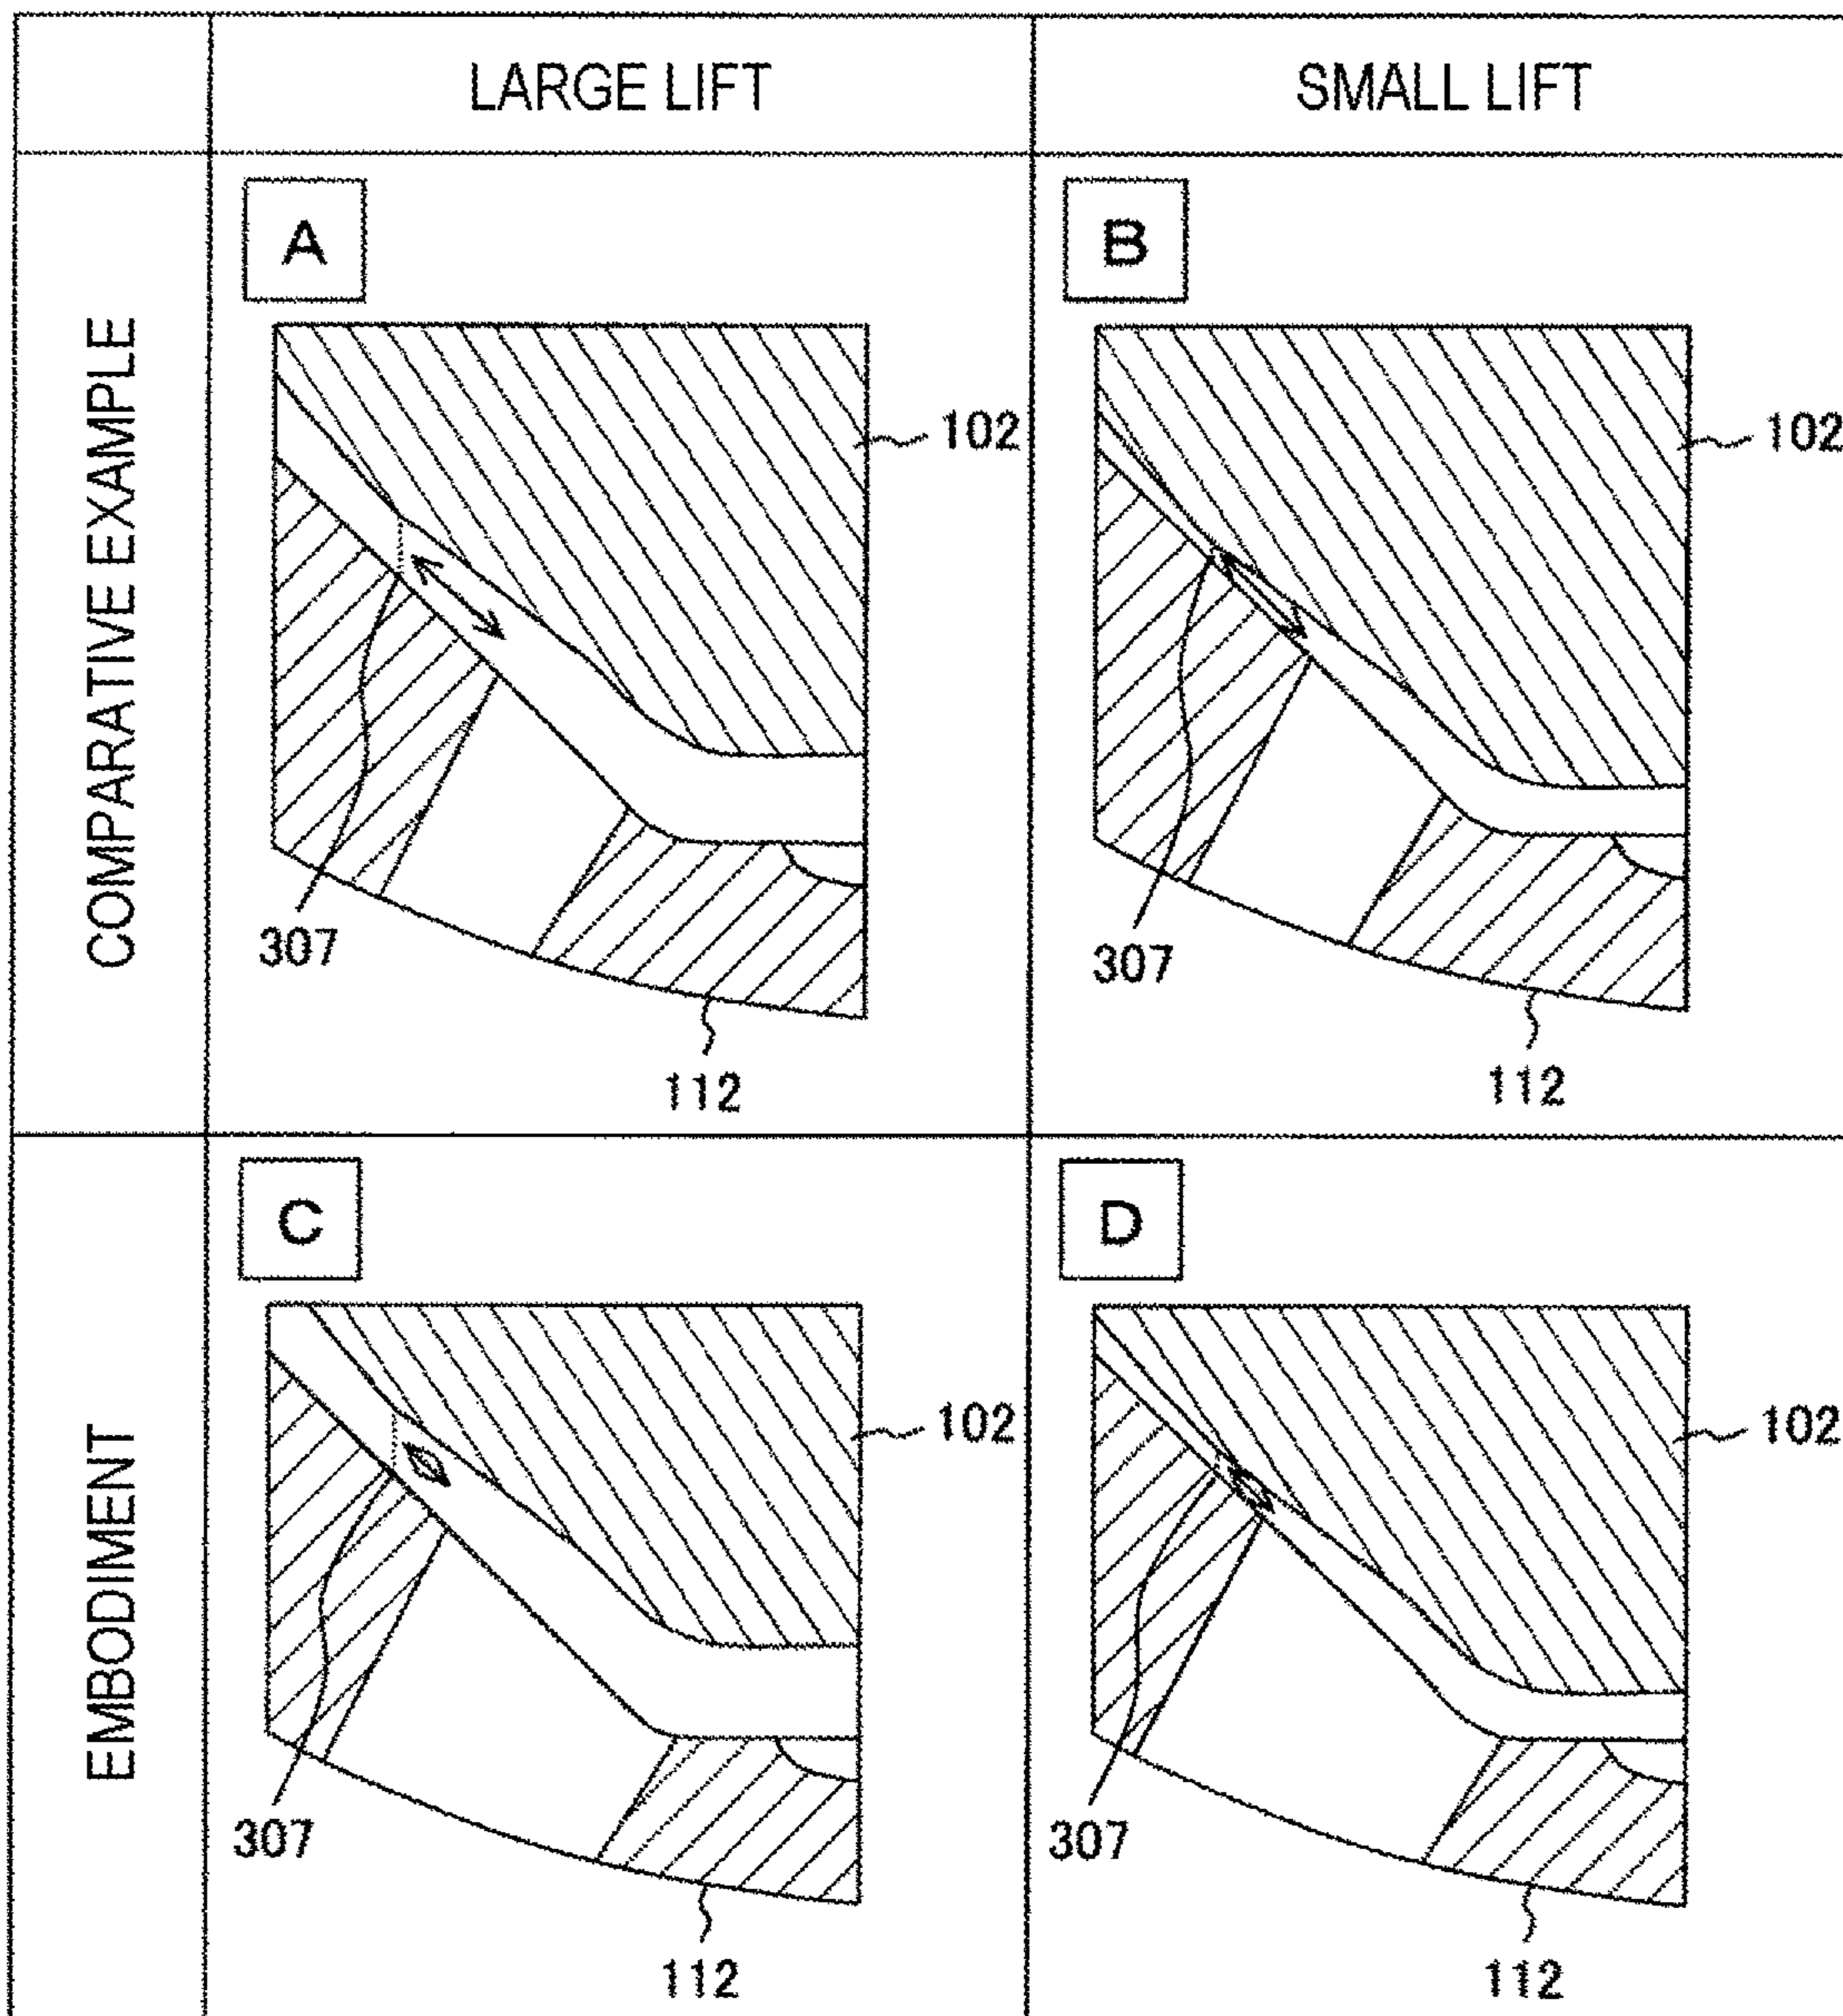 LARGE LIFT
SMALL LIFT
COMPARATIVE EXAMPLE
A
102
307
112
B
102
307
112
EMBODIMENT
C
102
307
112
D
102
307
112